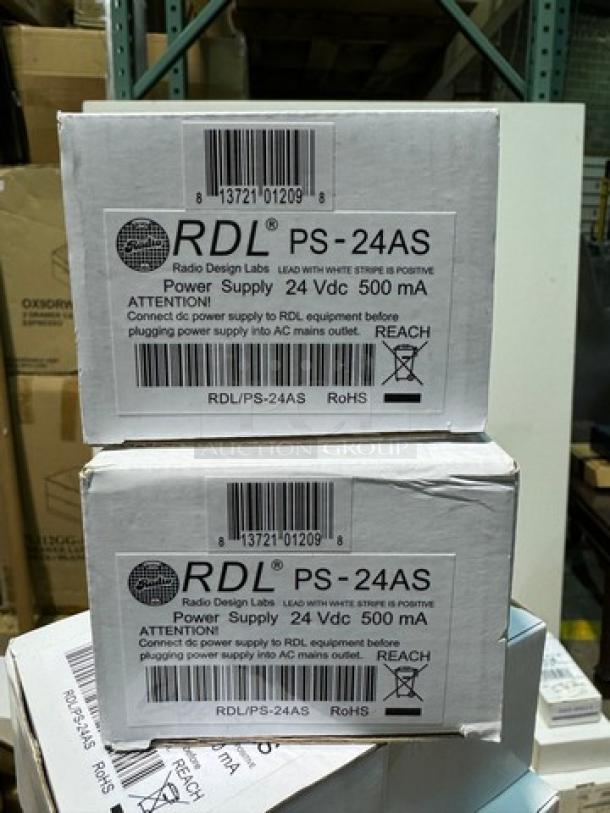 8 13721 01209 8
RDL® PS-24AS
Radio Design Labs LEAD WITH WHITE STRIPE IS POSITIVE
Power Supply 24 Vdc 500 mA
ATTENTION!
Connect dc power supply to RDL equipment before
plugging power supply into AC mains outlet. REACH
RDL/PS-24AS RoHS
AUCTION GROUP
8 13721 01209 8
RDL® PS-24AS
Radio Design Labs LEAD WITH WHITE STRIPE IS POSITIVE
Power Supply 24 Vdc 500 mA
ATTENTION!
Connect dc power supply to RDL equipment before
plugging power supply into AC mains outlet. REACH
RDL/PS-24AS RoHS
RDL/PS-24AS RoHS
REACH